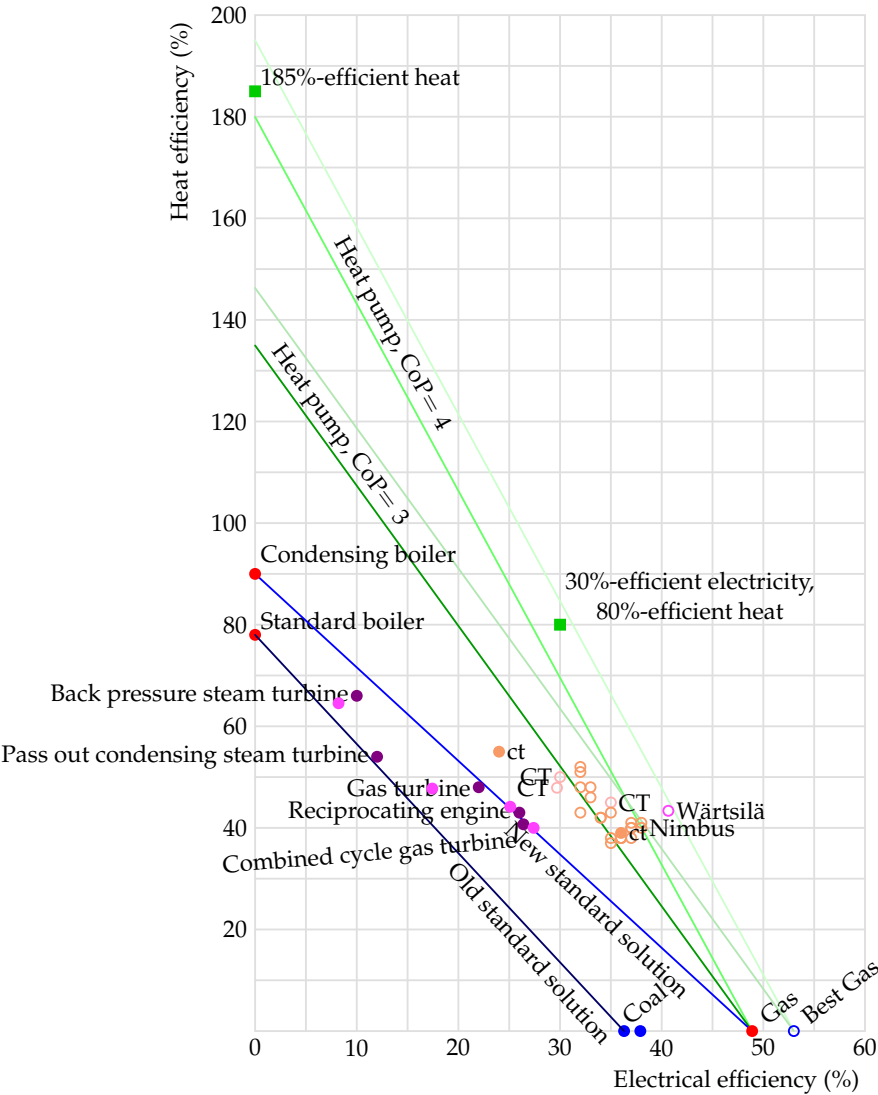 200
Heat efficiency (%)
185%-efficient heat
180
160
Heat pump, CoP= 4
140
Heat pump, CoP= 3
120
100
Condensing boiler
30%-efficient electricity,
80%-efficient heat
80
Standard boiler
Back pressure steam turbine
60
Pass out condensing steam turbine
ct
CT
CT
Gas turbine
CT
Reciprocating engine
Wärtsilä
Nimbus
ct
40
Combined cycle gas turbine
New standard solution
Old standard solution
20
Coal
Gas
Best Gas
0
10
20
30
40
50
60
Electrical efficiency (%)